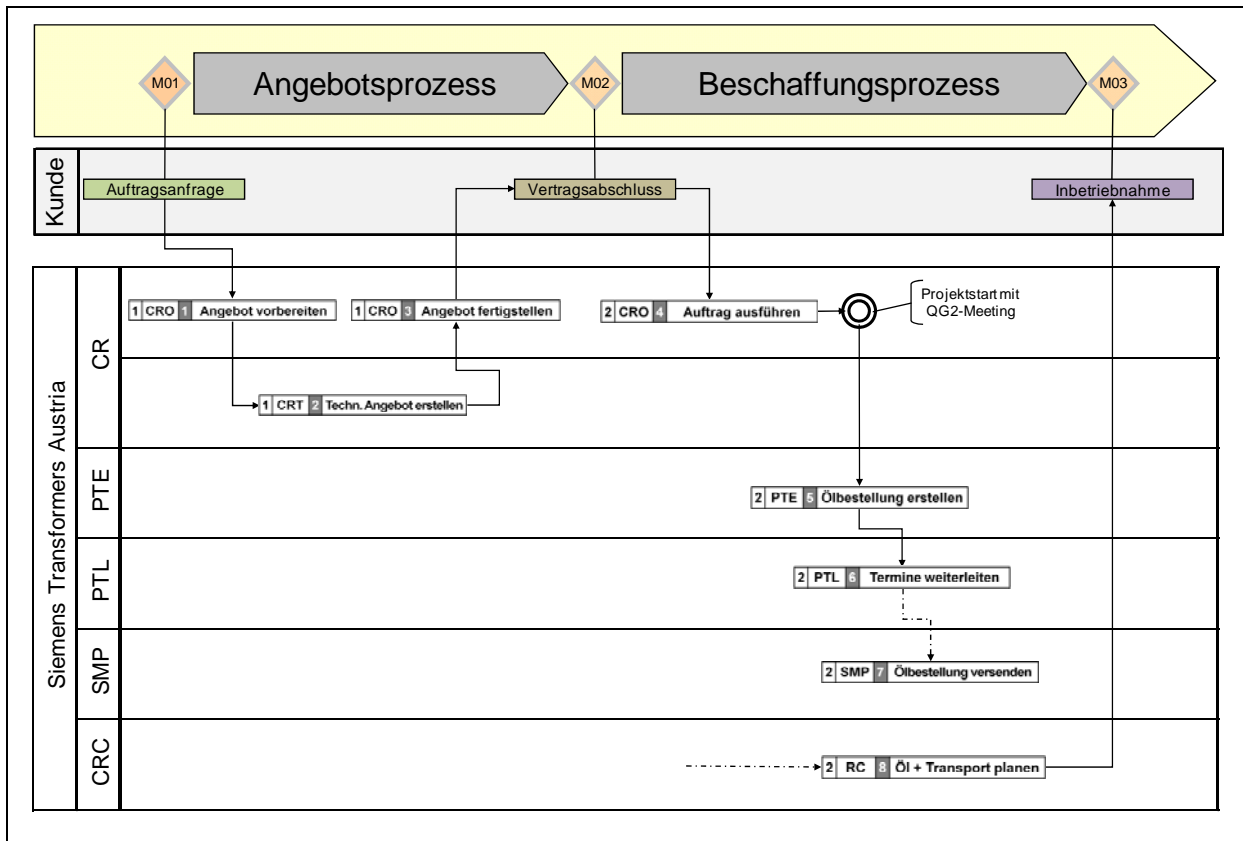 M01
Angebotsprozess
M02
Beschaffungsprozess
M03
Kunde
Auftragsanfrage
Vertragsabschluss
Inbetriebnahme
Siemens Transformers Austria
CR
1 CRO 1 Angebot vorbereiten
1 CRO 3 Angebot fertigstellen
2 CRO 4 Auftrag ausführen
Projektstart mit
QG2-Meeting
1 CRT 2 Techn. Angebot erstellen
PTE
2 PTE 5 Ölbestellung erstellen
PTL
2 PTL 6 Termine weiterleiten
SMP
2 SMP 7 Ölbestellung versenden
CRC
2 RC 8 Öl + Transport planen